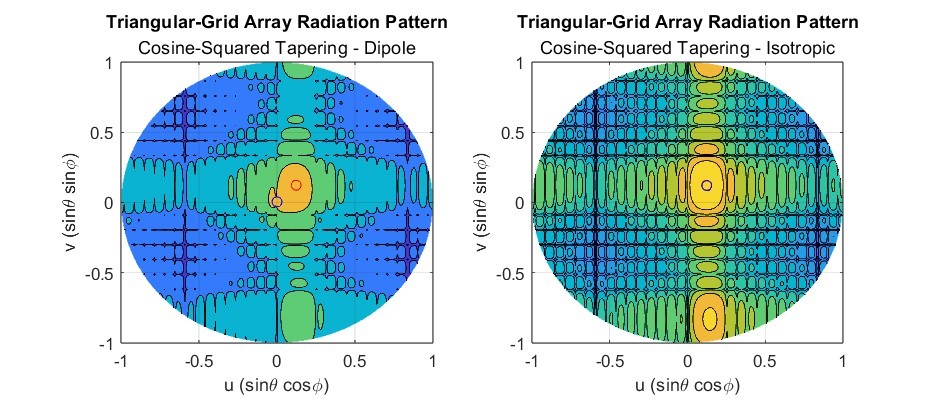 Triangular-Grid Array Radiation Pattern
Cosine-Squared Tapering - Dipole
1
0.5
0
-0.5
-1
v (sinθ sinϕ)
-1
-0.5
0
0.5
1
u (sinθ cosϕ)
Triangular-Grid Array Radiation Pattern
Cosine-Squared Tapering - Isotropic
1
0.5
0
-0.5
-1
v (sinθ sinϕ)
-1
-0.5
0
0.5
1
u (sinθ cosϕ)